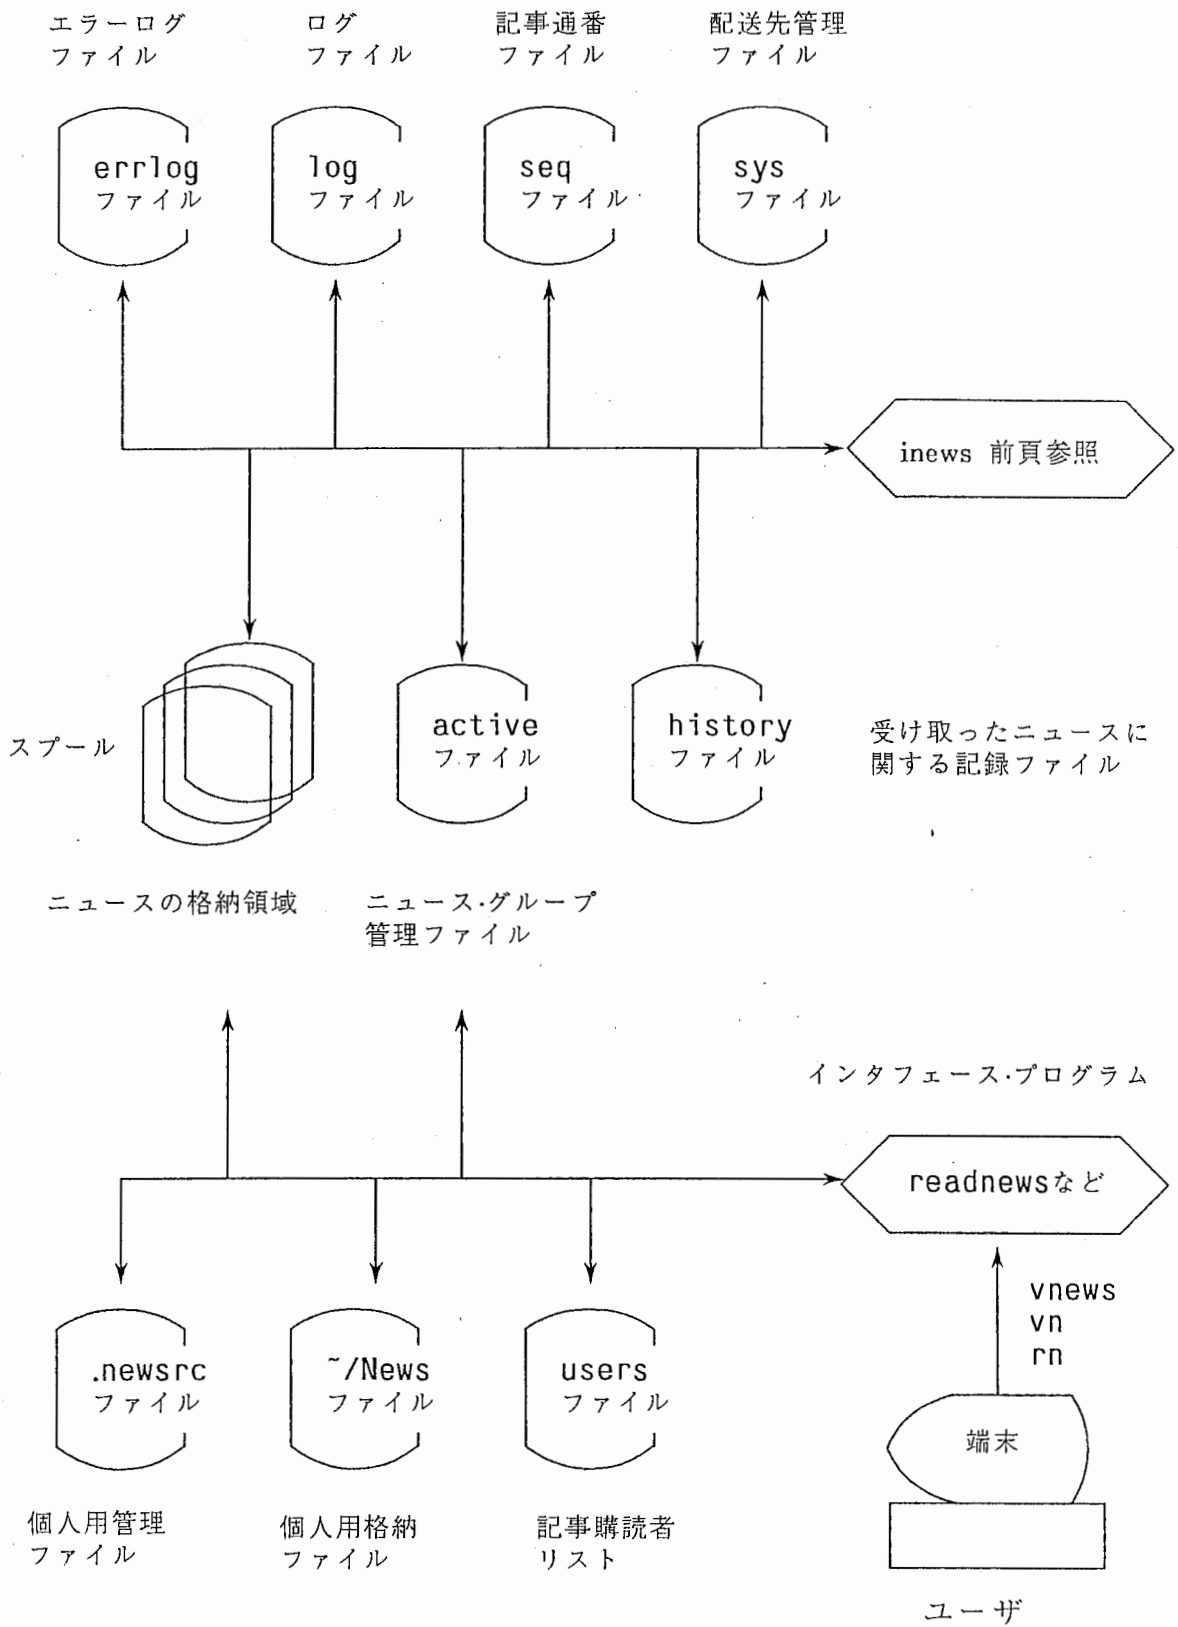 エラーログ
ファイル
ログ
ファイル
記事通番
ファイル
配送先管理
ファイル
errlog
ファイル
log
ファイル
seq
ファイル
sys
ファイル
inews 前頁参照
スプール
active
ファイル
history
ファイル
受け取ったニュースに
関する記録ファイル
ニュースの格納領域
ニュース・グループ
管理ファイル
インタフェース・プログラム
readnewsなど
vnews
vn
rn
.newsrc
ファイル
~/News
ファイル
users
ファイル
端末
個人用管理
ファイル
個人用格納
ファイル
記事購読者
リスト
ユーザ